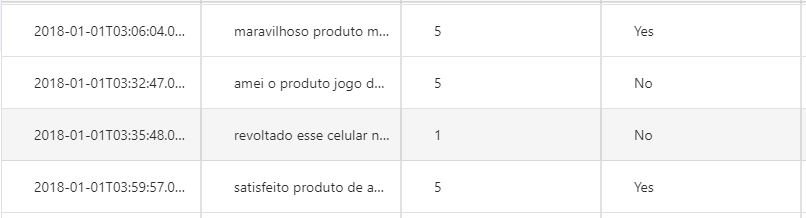 2018-01-01T03:06:04.0... maravilhoso produto m... 5 Yes
2018-01-01T03:32:47.0... amei o produto jogo d... 5 No
2018-01-01T03:35:48.0... revoltado esse celular n... 1 No
2018-01-01T03:59:57.0... satisfeito produto de a... 5 Yes